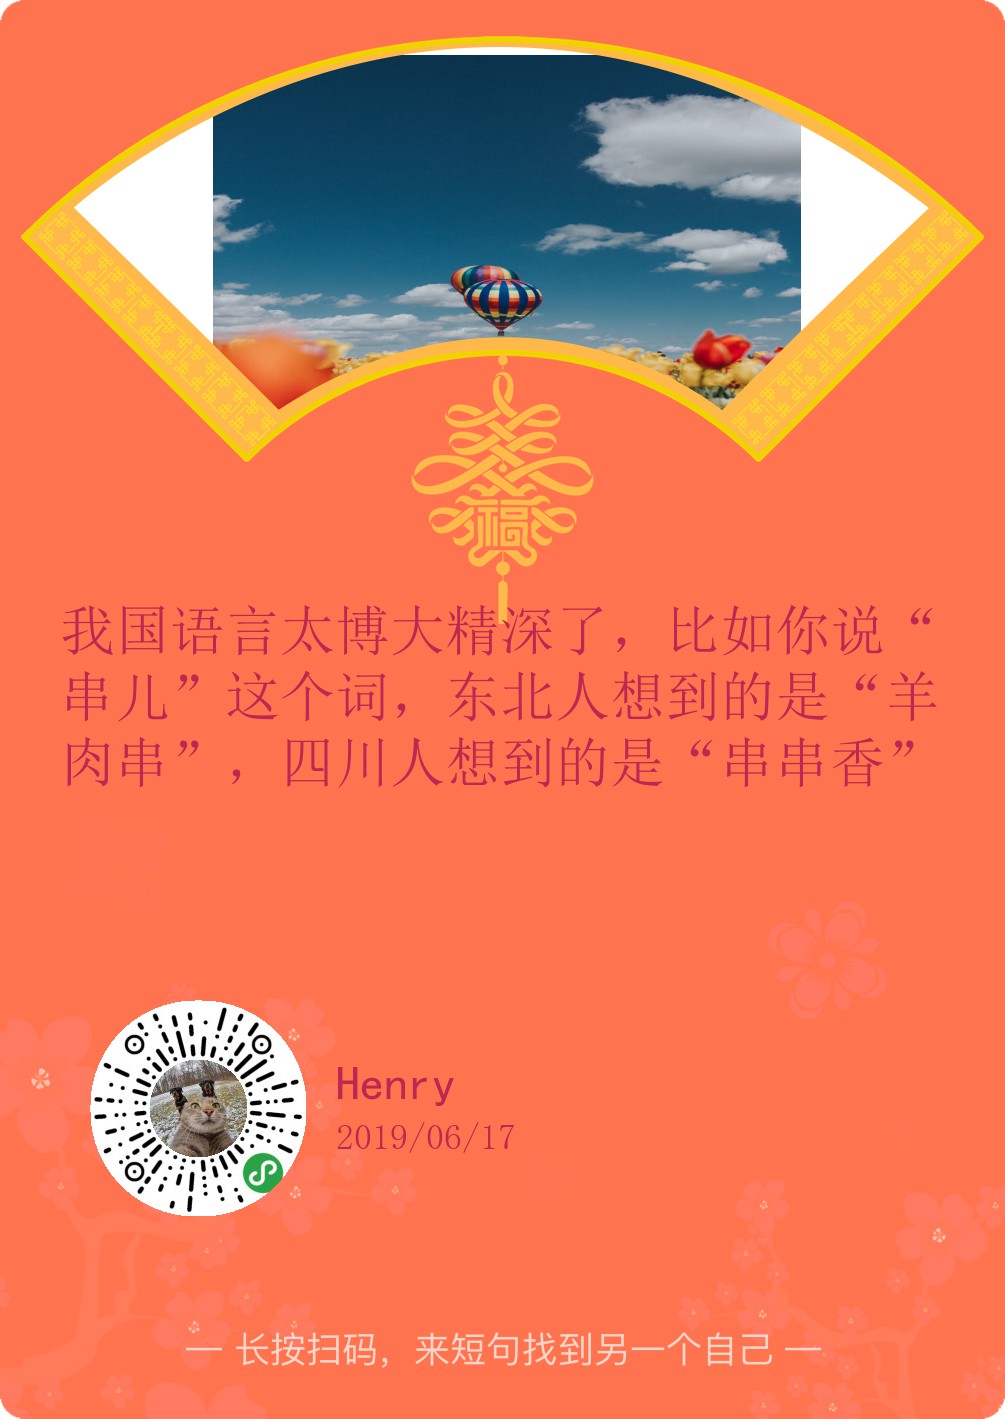 福
我国语言太博大精深了，比如你说“
串儿”这个词，东北人想到的是“羊
肉串”，四川人想到的是“串串香”
Henry
2019/06/17
— 长按扫码，来短句找到另一个自己 —